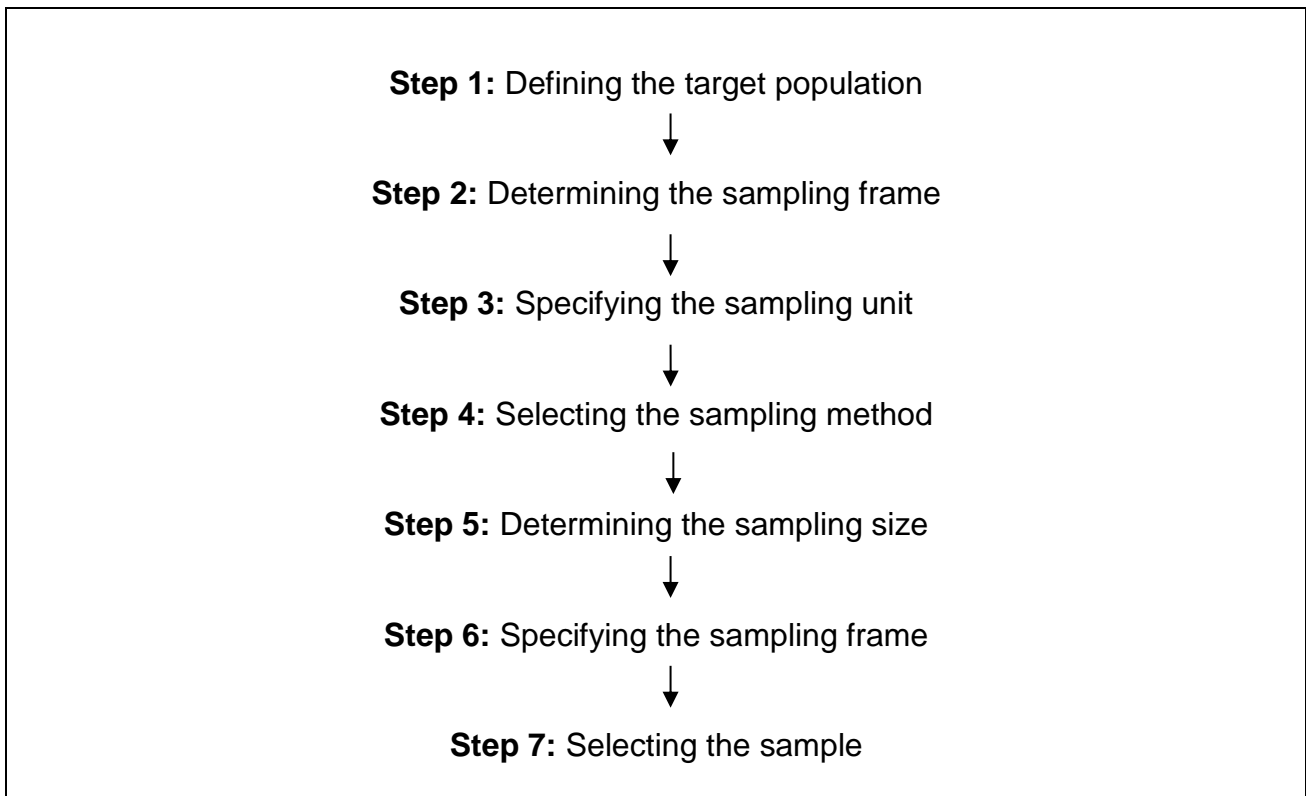 Step 1: Defining the target population
Step 2: Determining the sampling frame
Step 3: Specifying the sampling unit
Step 4: Selecting the sampling method
Step 5: Determining the sampling size
Step 6: Specifying the sampling frame
Step 7: Selecting the sample